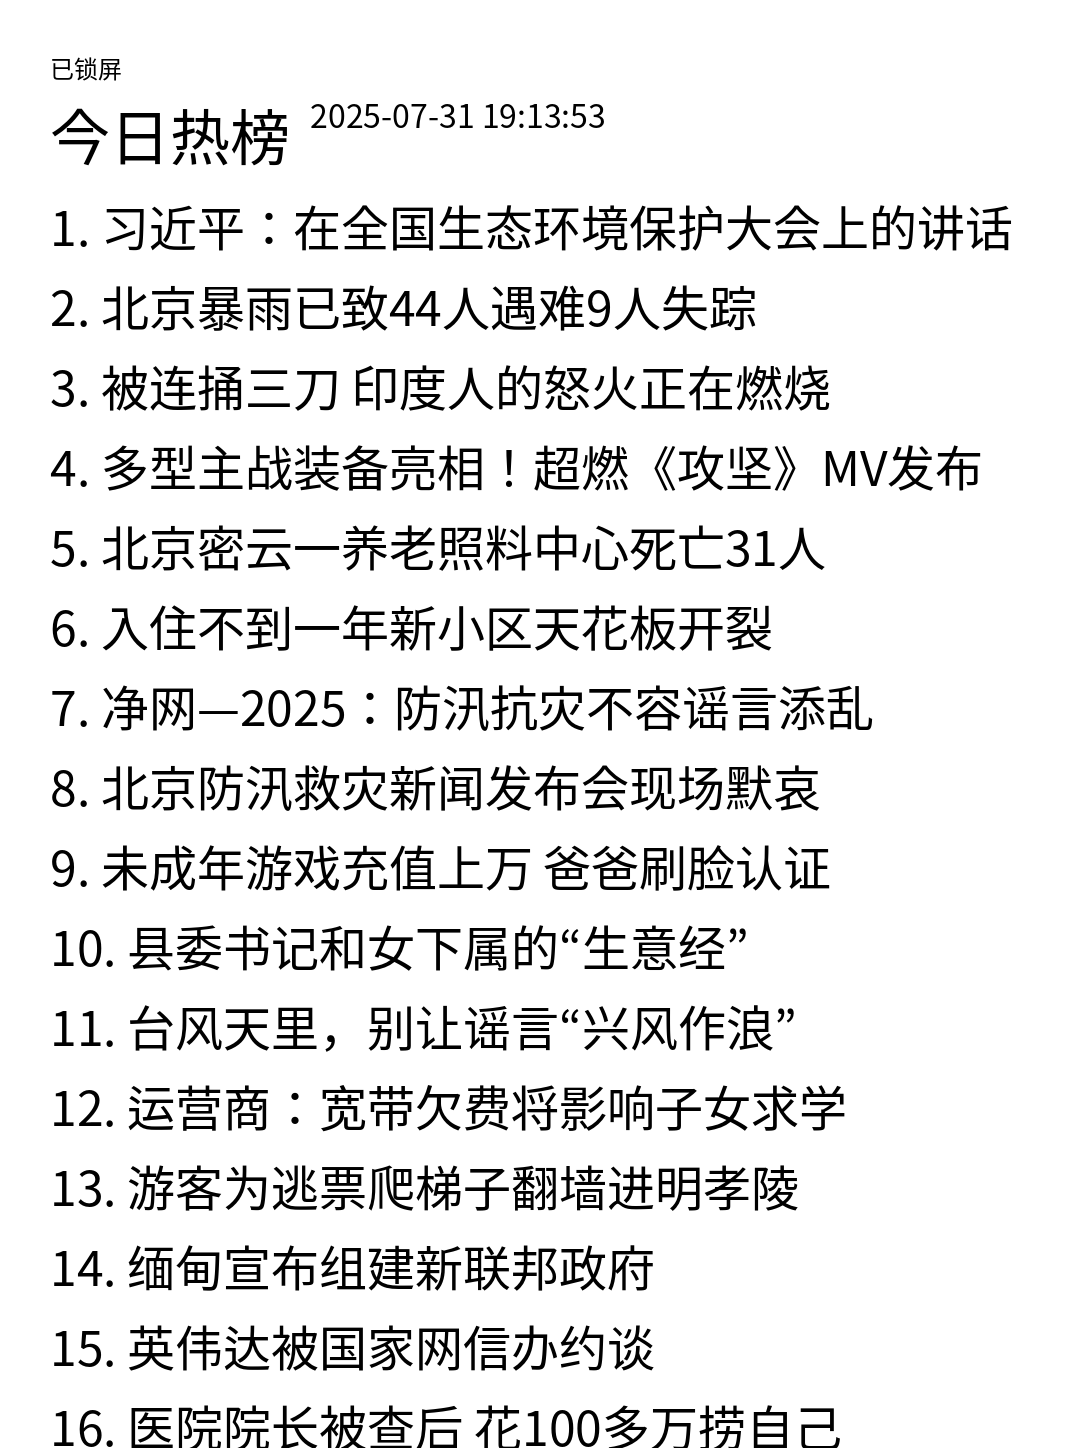 已锁屏
今日热榜 2025-07-31 19:13:53
1. 习近平：在全国生态环境保护大会上的讲话
2. 北京暴雨已致44人遇难9人失踪
3. 被连捅三刀 印度人的怒火正在燃烧
4. 多型主战装备亮相！超燃《攻坚》MV发布
5. 北京密云一养老照料中心死亡31人
6. 入住不到一年新小区天花板开裂
7. 净网—2025：防汛抗灾不容谣言添乱
8. 北京防汛救灾新闻发布会现场默哀
9. 未成年游戏充值上万 爸爸刷脸认证
10. 县委书记和女下属的“生意经”
11. 台风天里，别让谣言“兴风作浪”
12. 运营商：宽带欠费将影响子女求学
13. 游客为逃票爬梯子翻墙进明孝陵
14. 缅甸宣布组建新联邦政府
15. 英伟达被国家网信办约谈
16. 医院院长被查后 花100多万捞自己